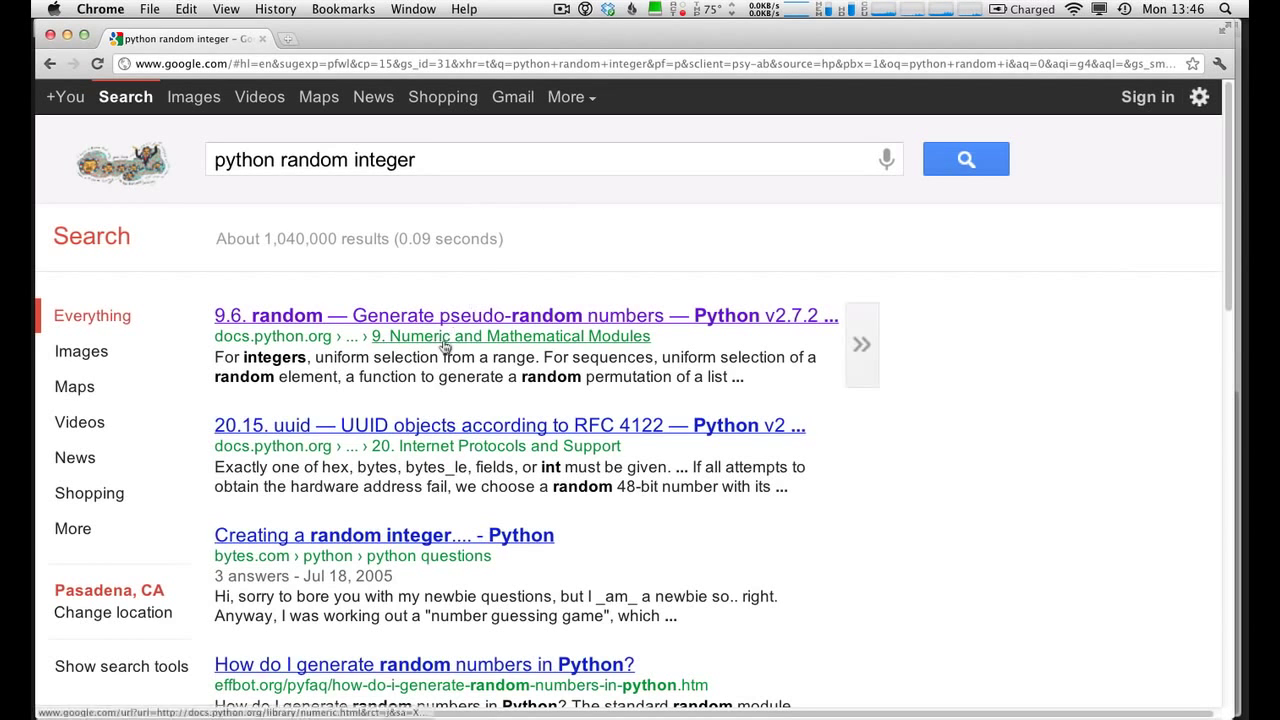 Chrome File Edit View History Bookmarks Window Help 75° 0.0KB/s 0.0KB/s Charged Mon 13:46
python random integer – Go
www.google.com/#hl=en&sugexp=pfwl&cp=15&gs_id=31&xhr=t&q=python+random+integer&pf=p&sclient=psy-ab&source=hp&pbx=1&oq=python+random+i&aq=0&aqi=g4&aql=&gs_sm...
+You Search Images Videos Maps News Shopping Gmail More Sign in
python random integer
Search About 1,040,000 results (0.09 seconds)
Everything
Images
Maps
Videos
News
Shopping
More
Pasadena, CA
Change location
Show search tools
9.6. random — Generate pseudo-random numbers — Python v2.7.2 ...
docs.python.org › ... › 9. Numeric and Mathematical Modules
For integers, uniform selection from a range. For sequences, uniform selection of a
random element, a function to generate a random permutation of a list ...
20.15. uuid — UUID objects according to RFC 4122 — Python v2 ...
docs.python.org › ... › 20. Internet Protocols and Support
Exactly one of hex, bytes, bytes_le, fields, or int must be given. ... If all attempts to
obtain the hardware address fail, we choose a random 48-bit number with its ...
Creating a random integer.... - Python
bytes.com › python › python questions
3 answers - Jul 18, 2005
Hi, sorry to bore you with my newbie questions, but I _am_ a newbie so.. right.
Anyway, I was working out a "number guessing game", which ...
How do I generate random numbers in Python?
effbot.org/pyfaq/how-do-i-generate-random-numbers-in-python.htm
How do I generate random numbers in Python? The standard random module
www.google.com/url?url=http://docs.python.org/library/numeric.html&rct=j&sa=X...